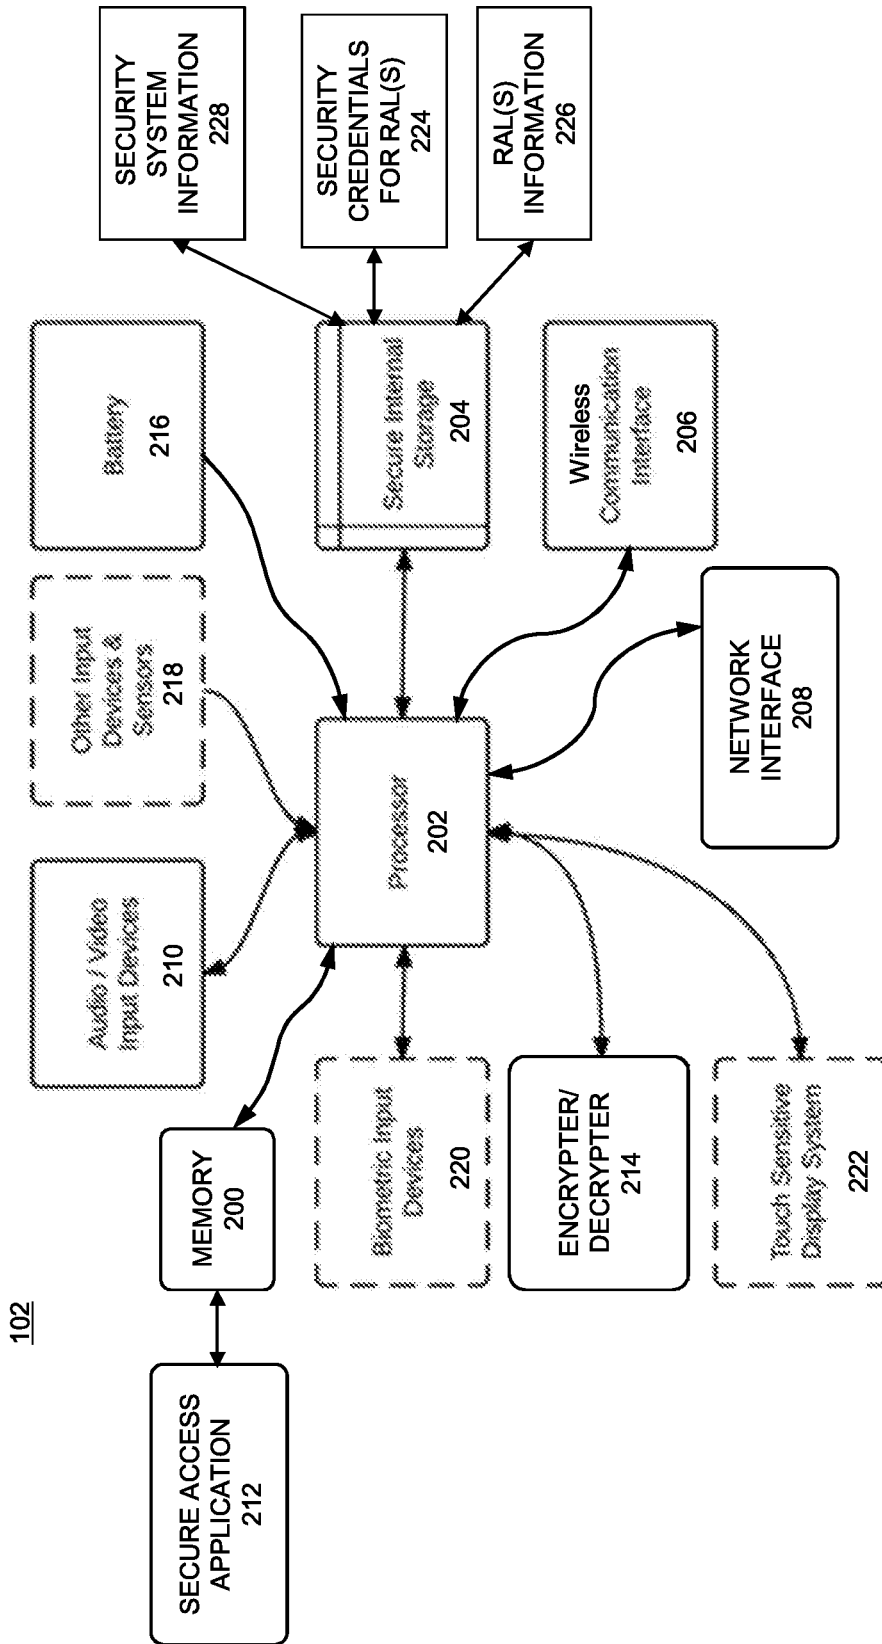 102
SECURE ACCESS
APPLICATION
212
MEMORY
200
Audio / Video
Input Devices
210
Other Input
Devices &
Sensors
218
Battery
216
Biometric Input
Devices
220
Processor
202
Secure Internal
Storage
204
SECURITY
SYSTEM
INFORMATION
228
SECURITY
CREDENTIALS
FOR RAL(S)
224
RAL(S)
INFORMATION
226
ENCRYPTER/
DECRYPTER
214
Wireless
Communication
Interface
206
Touch Sensitive
Display System
222
NETWORK
INTERFACE
208